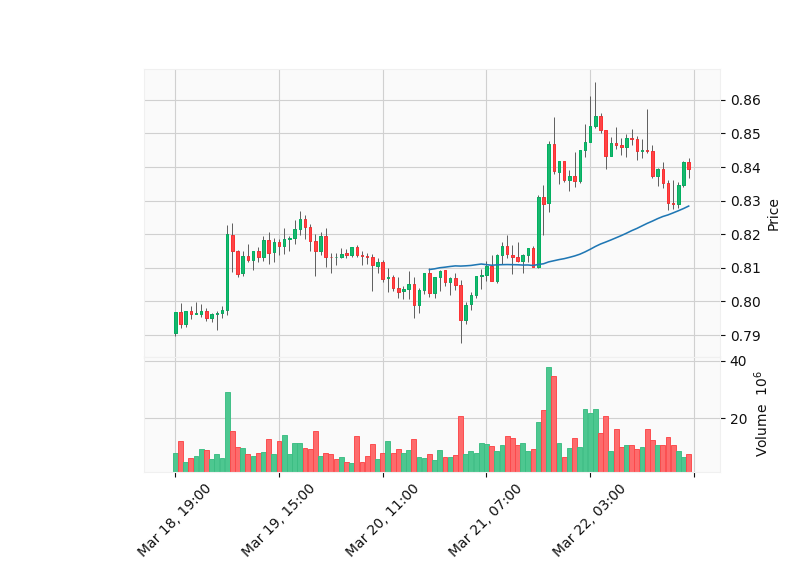 0.86
0.85
0.84
0.83
0.82
0.81
0.80
0.79
Price
40
20
Volume 10^6
Mar 18, 19:00
Mar 19, 15:00
Mar 20, 11:00
Mar 21, 07:00
Mar 22, 03:00